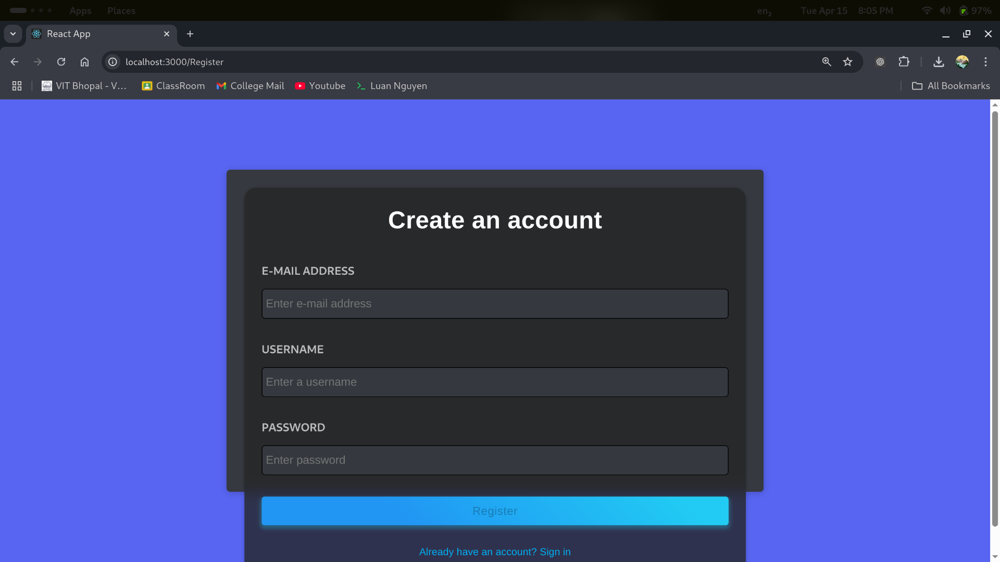 Apps Places en₂ Tue Apr 15 8:05 PM 97%
React App
localhost:3000/Register
VIT Bhopal - V... ClassRoom College Mail Youtube Luan Nguyen All Bookmarks
Create an account
E-MAIL ADDRESS
Enter e-mail address
USERNAME
Enter a username
PASSWORD
Enter password
Register
Already have an account? Sign in